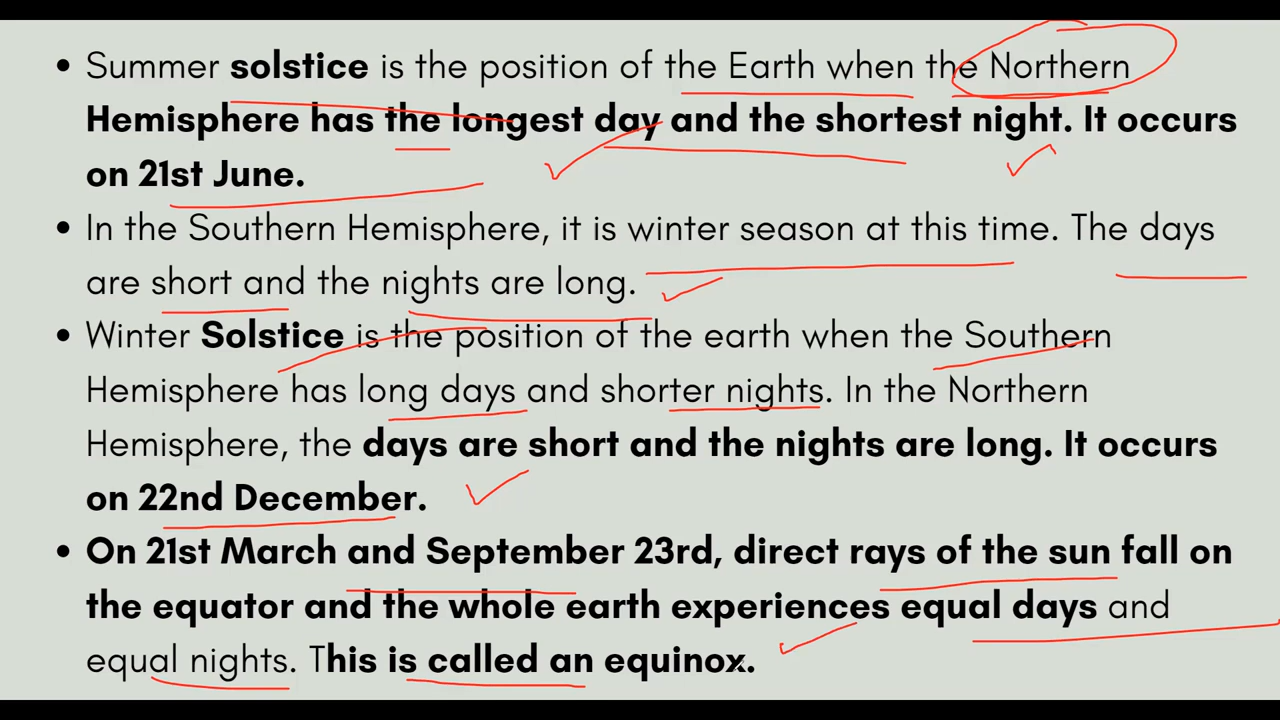 • Summer solstice is the position of the Earth when the Northern
Hemisphere has the longest day and the shortest night. It occurs
on 21st June.
• In the Southern Hemisphere, it is winter season at this time. The days
are short and the nights are long.
• Winter Solstice is the position of the earth when the Southern
Hemisphere has long days and shorter nights. In the Northern
Hemisphere, the days are short and the nights are long. It occurs
on 22nd December.
• On 21st March and September 23rd, direct rays of the sun fall on
the equator and the whole earth experiences equal days and
equal nights. This is called an equinox.